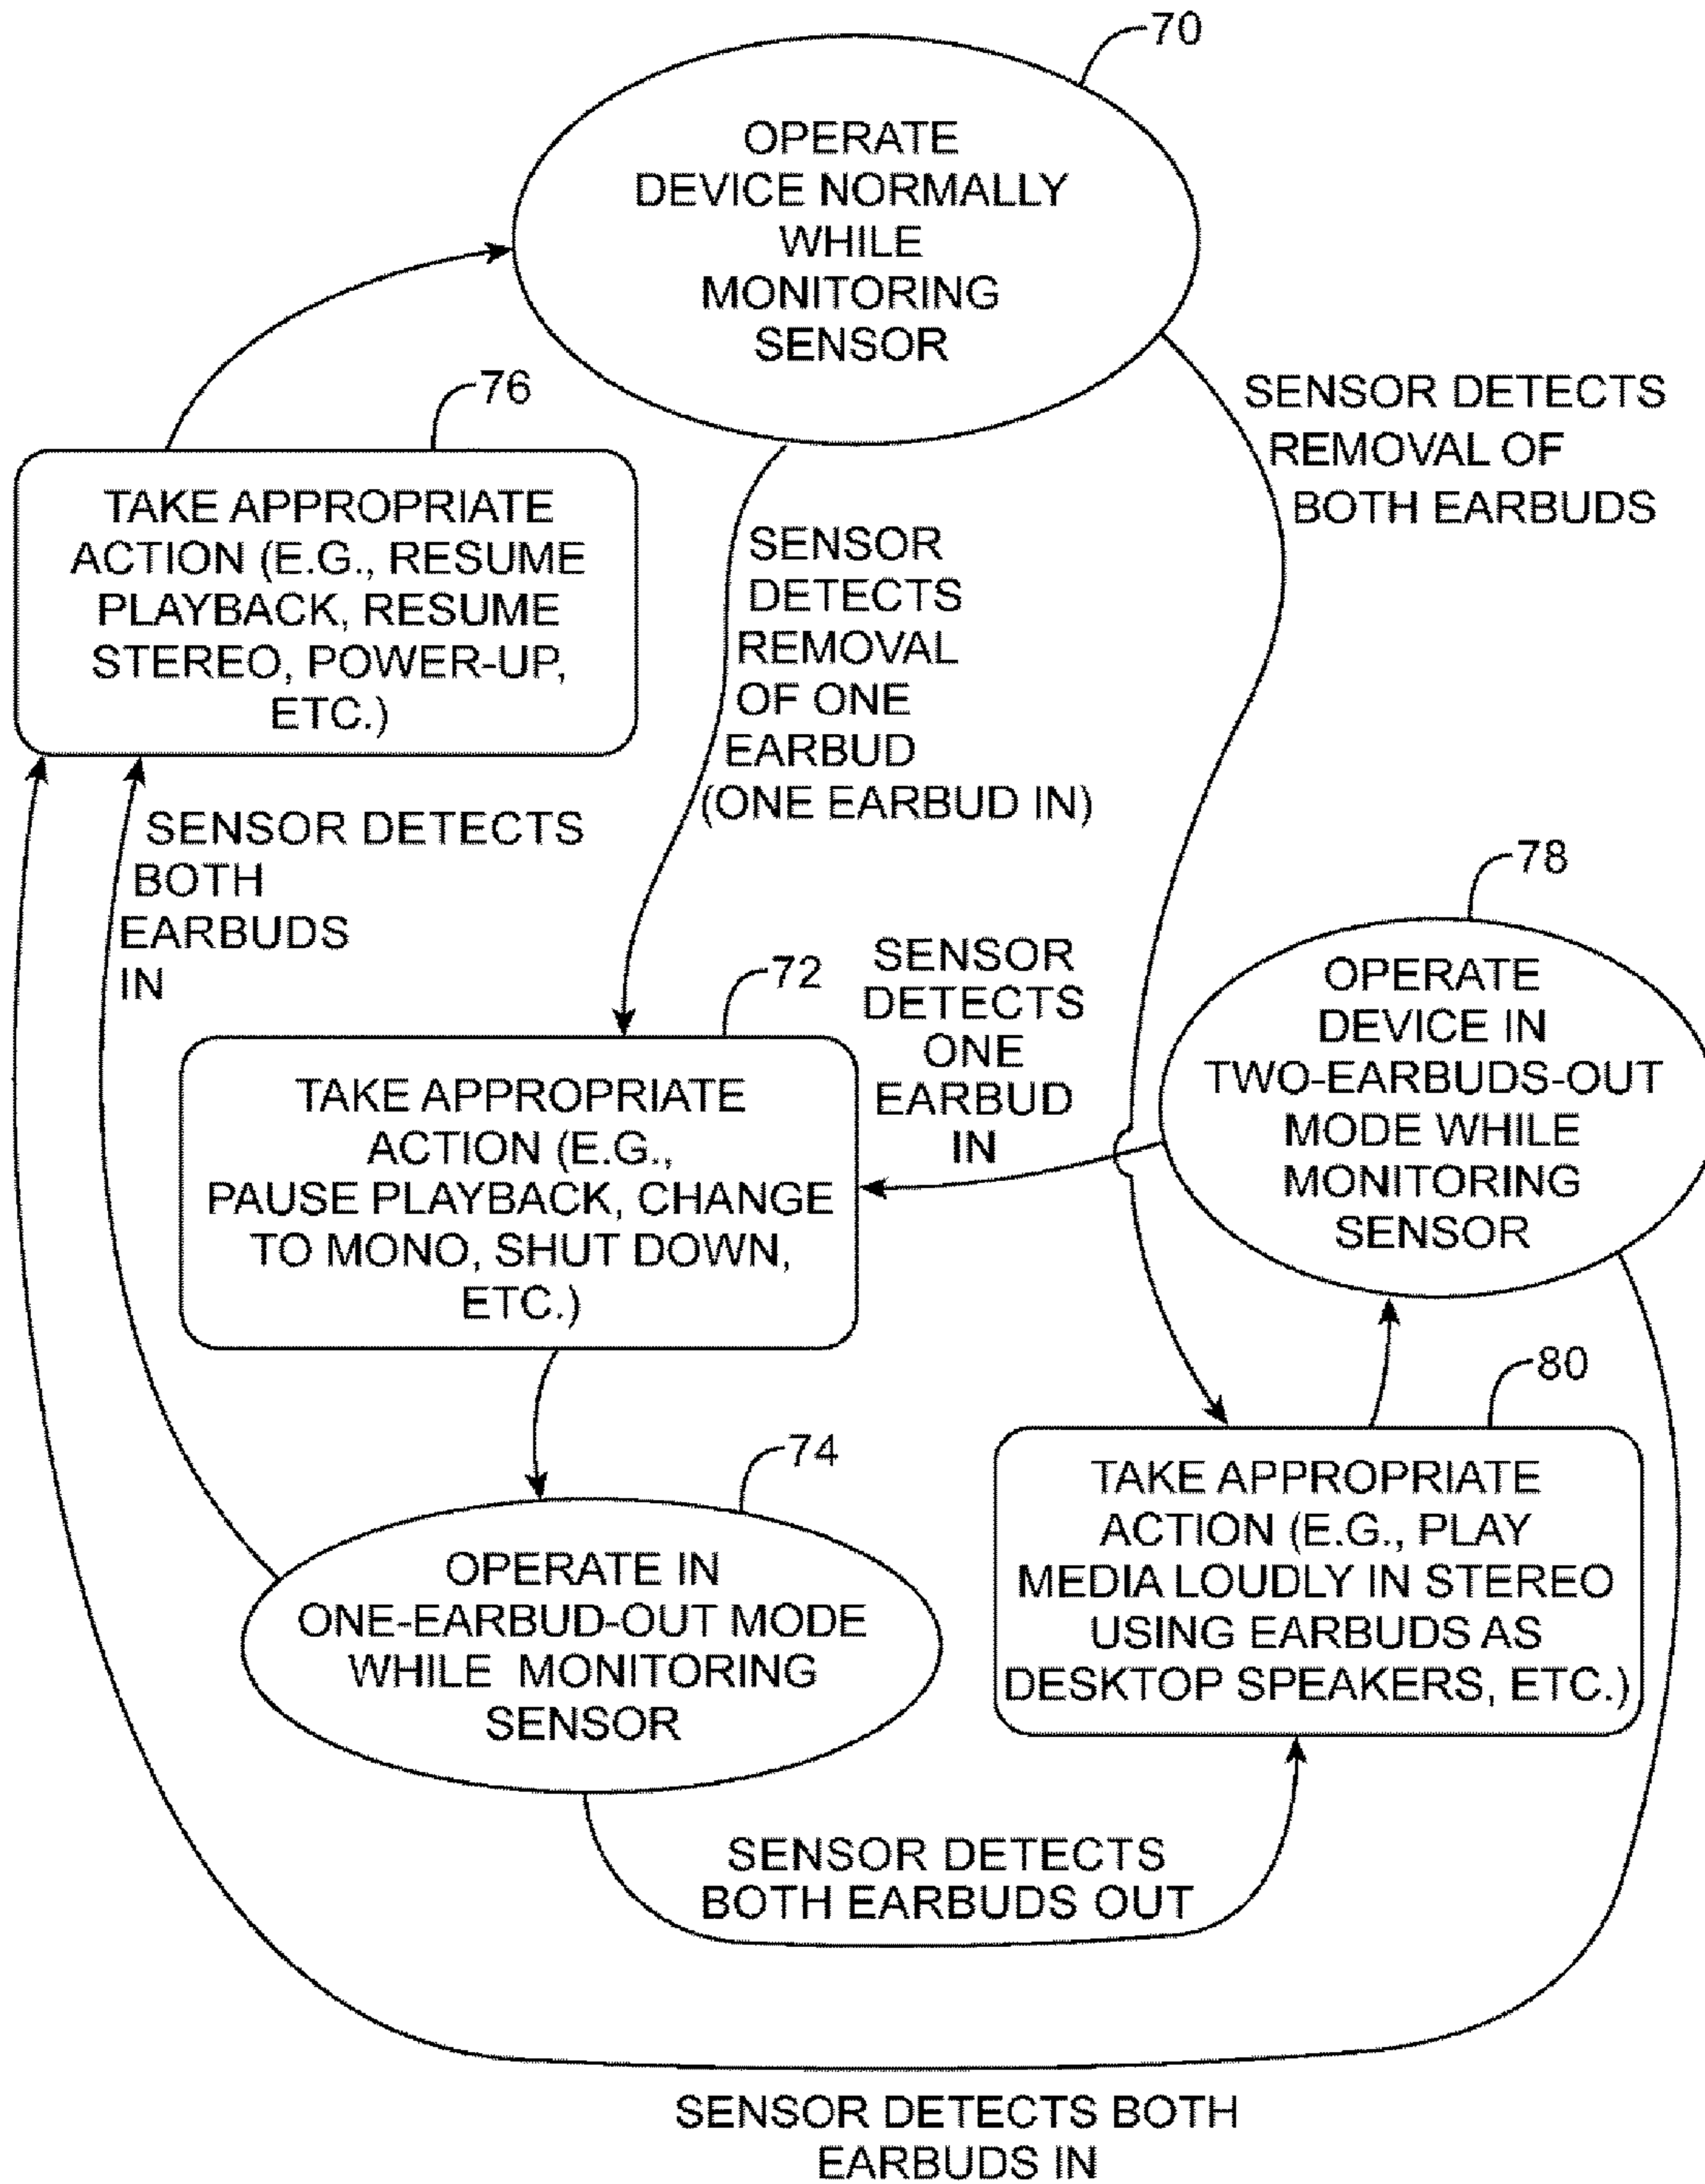 70
OPERATE
DEVICE NORMALLY
WHILE
MONITORING
SENSOR
76
TAKE APPROPRIATE
ACTION (E.G., RESUME
PLAYBACK, RESUME
STEREO, POWER-UP,
ETC.)
SENSOR DETECTS
REMOVAL OF
BOTH EARBUDS
SENSOR
DETECTS
REMOVAL
OF ONE
EARBUD
(ONE EARBUD IN)
SENSOR DETECTS
BOTH
EARBUDS
IN
78
OPERATE
DEVICE IN
TWO-EARBUDS-OUT
MODE WHILE
MONITORING
SENSOR
SENSOR
DETECTS
ONE
EARBUD
IN
72
TAKE APPROPRIATE
ACTION (E.G.,
PAUSE PLAYBACK, CHANGE
TO MONO, SHUT DOWN,
ETC.)
80
TAKE APPROPRIATE
ACTION (E.G., PLAY
MEDIA LOUDLY IN STEREO
USING EARBUDS AS
DESKTOP SPEAKERS, ETC.)
74
OPERATE IN
ONE-EARBUD-OUT MODE
WHILE MONITORING
SENSOR
SENSOR DETECTS
BOTH EARBUDS OUT
SENSOR DETECTS BOTH
EARBUDS IN